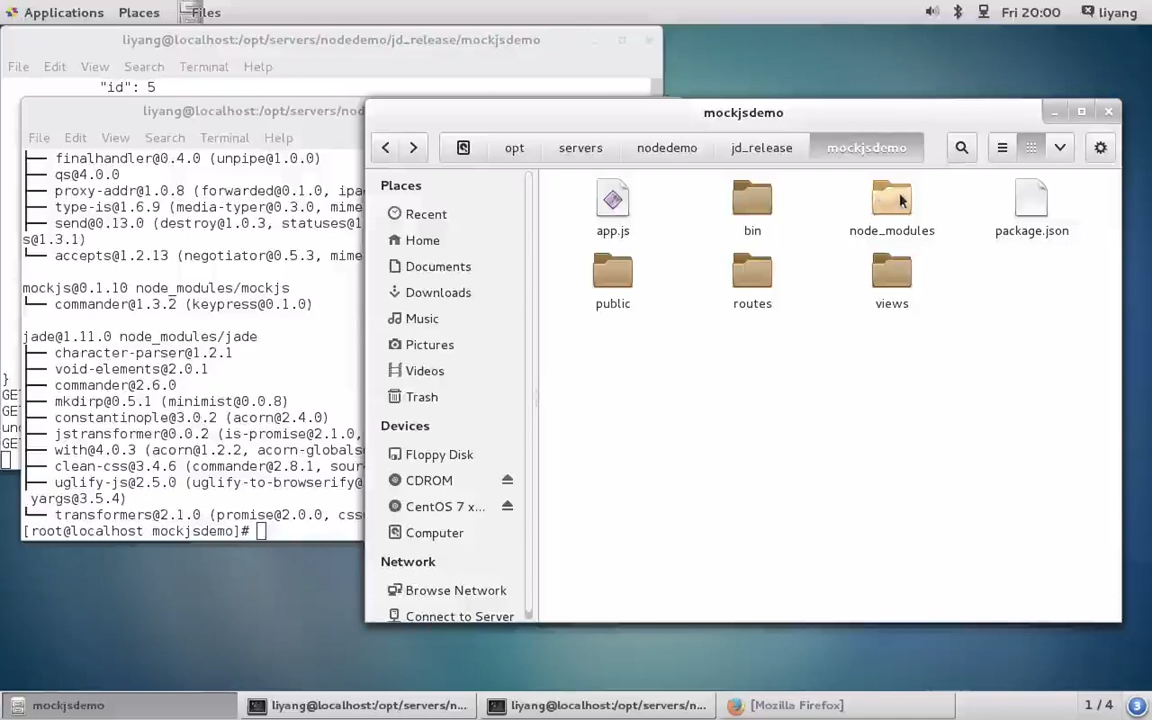 Applications Places Files Fri 20:00 liyang
liyang@localhost:/opt/servers/nodedemo/jd_release/mockjsdemo
File Edit View Search Terminal Help
"id": 5
liyang@localhost:/opt/servers/nod
File Edit View Search Terminal Help
├── finalhandler@0.4.0 (unpipe@1.0.0)
├── qs@4.0.0
├── proxy-addr@1.0.8 (forwarded@0.1.0, ipa
├── type-is@1.6.9 (media-typer@0.3.0, mime
├── send@0.13.0 (destroy@1.0.3, statuses@1
s@1.3.1)
└── accepts@1.2.13 (negotiator@0.5.3, mime
mockjs@0.1.10 node_modules/mockjs
└── commander@1.3.2 (keypress@0.1.0)
jade@1.11.0 node_modules/jade
├── character-parser@1.2.1
├── void-elements@2.0.1
├── commander@2.6.0
├── mkdirp@0.5.1 (minimist@0.0.8)
├── constantinople@3.0.2 (acorn@2.4.0)
├── jstransformer@0.0.2 (is-promise@2.1.0,
├── with@4.0.3 (acorn@1.2.2, acorn-globals
├── clean-css@3.4.6 (commander@2.8.1, sour
├── uglify-js@2.5.0 (uglify-to-browserify@
yargs@3.5.4)
└── transformers@2.1.0 (promise@2.0.0, css
[root@localhost mockjsdemo]#
}
GE
GE
un
GE
mockjsdemo
opt servers nodedemo jd_release mockjsdemo
Places
Recent
Home
Documents
Downloads
Music
Pictures
Videos
Trash
Devices
Floppy Disk
CDROM
CentOS 7 x...
Computer
Network
Browse Network
Connect to Server
app.js bin node_modules package.json
public routes views
mockjsdemo liyang@localhost:/opt/servers/n... liyang@localhost:/opt/servers/n... [Mozilla Firefox] 1 / 4 3